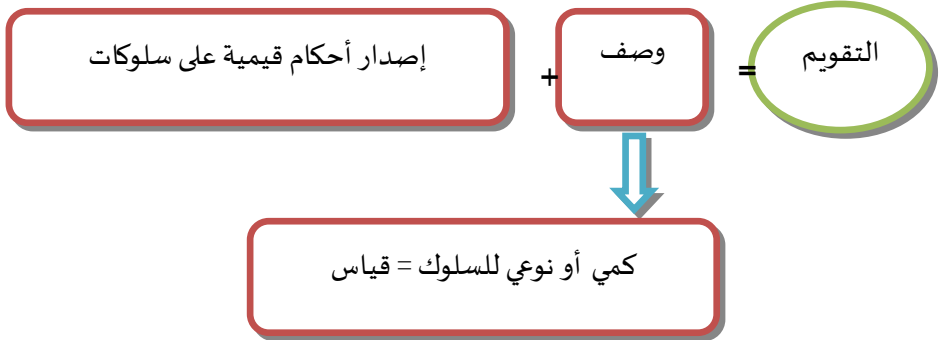 التقويم = وصف + إصدار أحكام قيمية على سلوكات
كمي أو نوعي للسلوك = قياس